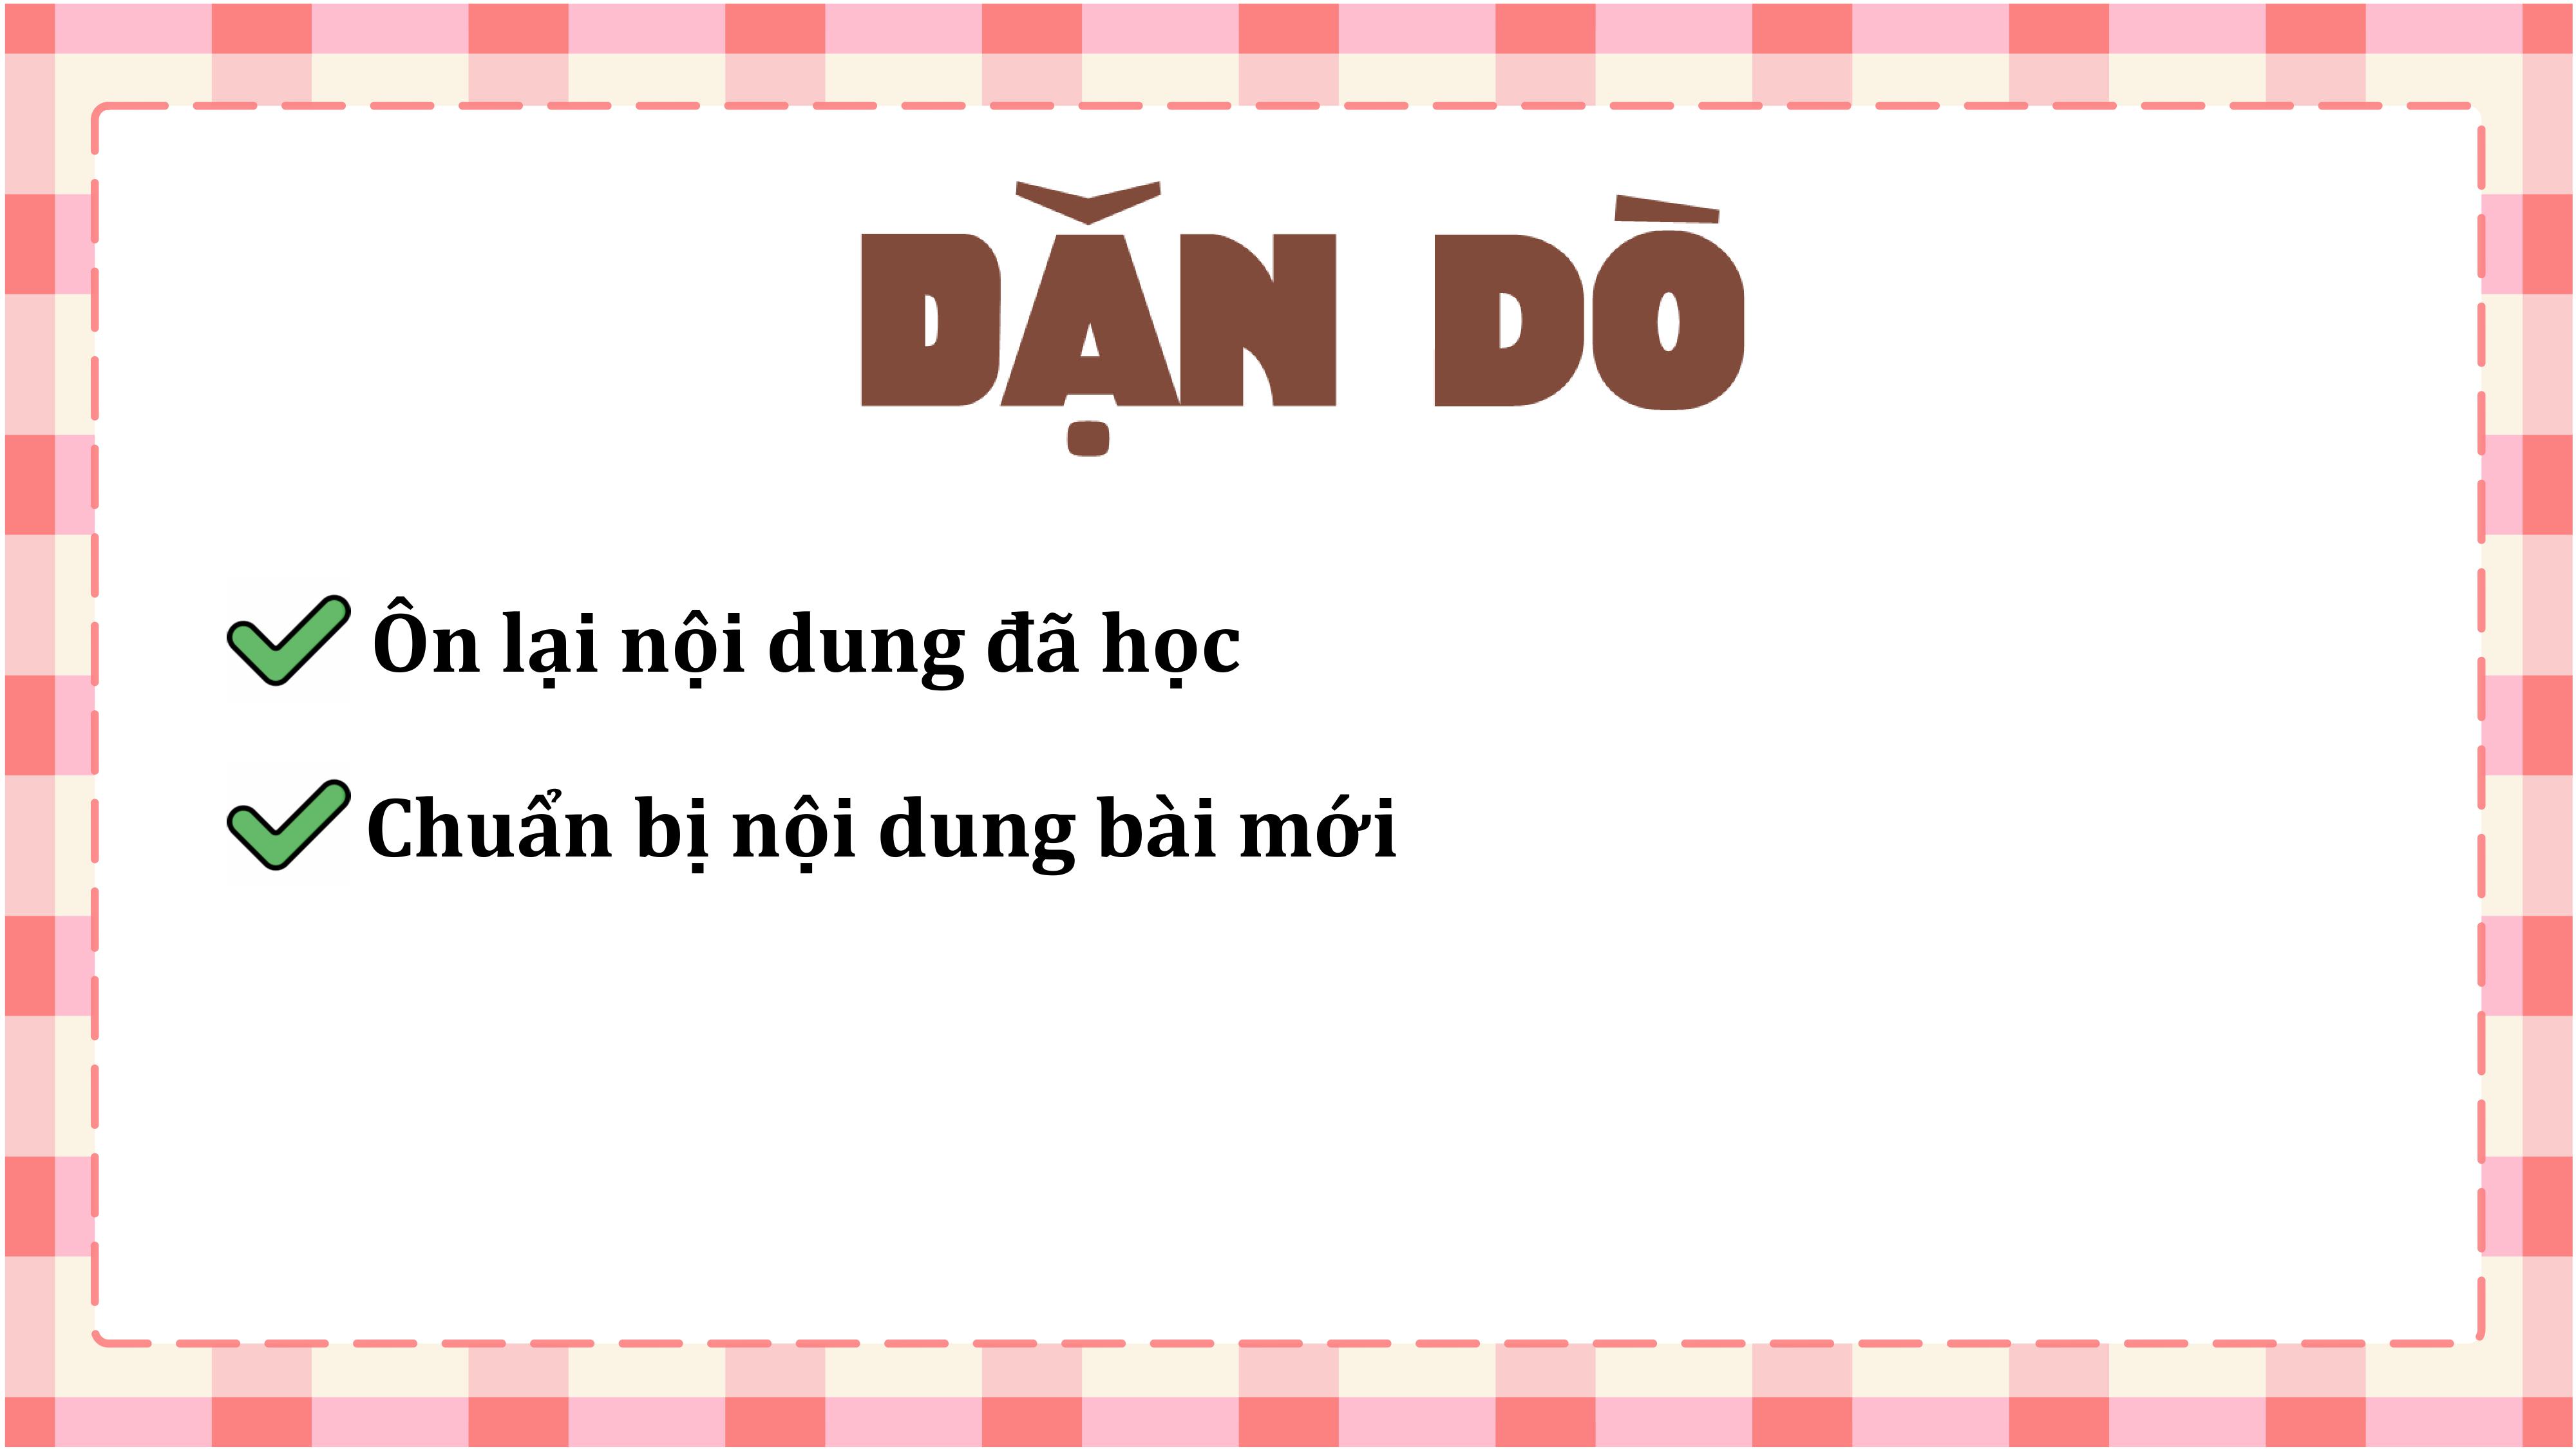 DẶN DÒ
Ôn lại nội dung đã học
Chuẩn bị nội dung bài mới